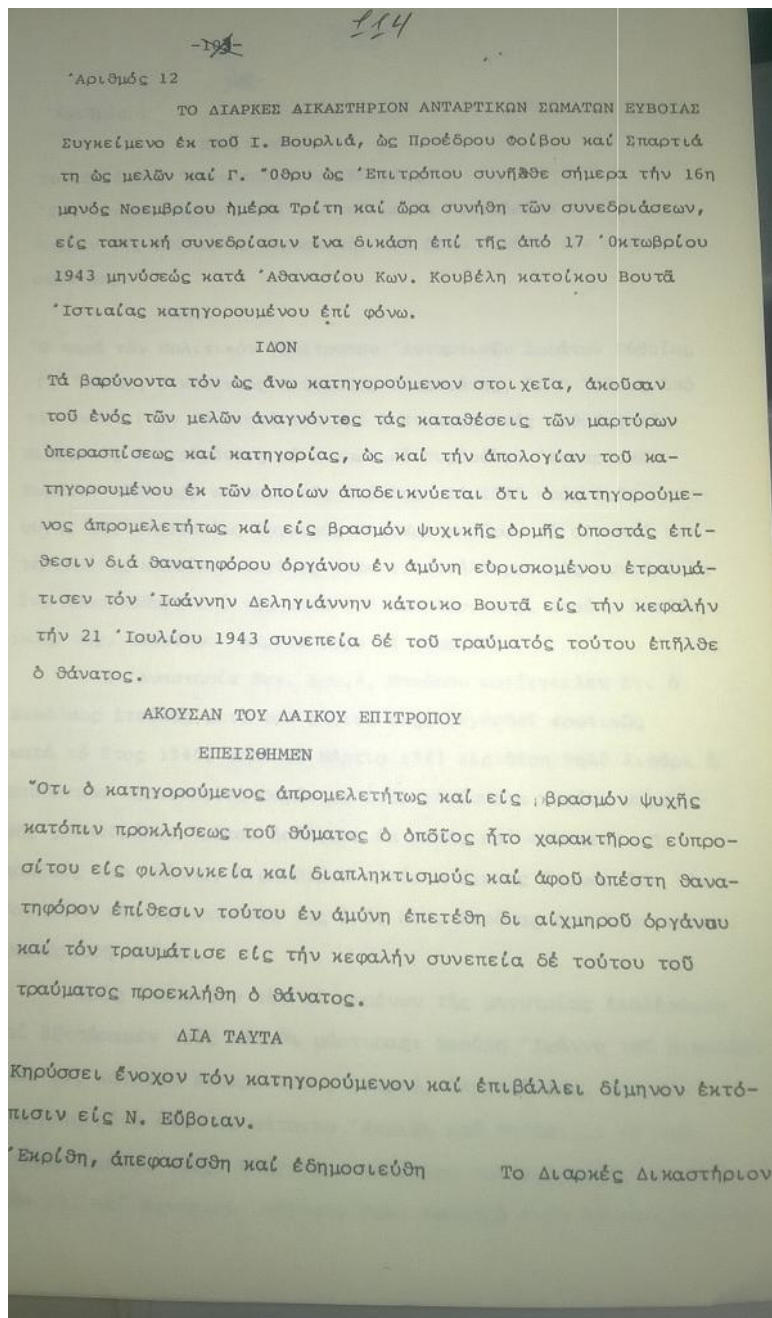 114
-103-
'Αριθμός 12
ΤΟ ΔΙΑΡΚΕΣ ΔΙΚΑΣΤΗΡΙΟΝ ΑΝΤΑΡΤΙΚΩΝ ΣΩΜΑΤΩΝ ΕΥΒΟΙΑΣ
Συγκείμενο ἐκ τοῦ Ι. Βουρλιά, ὡς Προέδρου Φοίβου καί Σπαρτιά
τη ὡς μελῶν καί Γ. Ὄθρυ ὡς Ἐπιτρόπου συνῆλθε σήμερα τήν 16η
μηνός Νοεμβρίου ἡμέρα Τρίτη καί ὥρα συνήθη τῶν συνεδριάσεων,
εἰς τακτική συνεδρίασιν ἵνα δικάση ἐπί τῆς ἀπό 17 Ὀκτωβρίου
1943 μηνύσεώς κατά Ἀθανασίου Κων. Κουβέλη κατοίκου Βουτᾶ
Ἰστιαίας κατηγορουμένου ἐπί φόνω.
ΙΔΟΝ
Τά βαρύνοντα τόν ὡς ἄνω κατηγορούμενον στοιχεῖα, ἀκοῦσαν
τοῦ ἑνός τῶν μελῶν ἀναγνόντος τάς καταθέσεις τῶν μαρτύρων
ὑπερασπίσεως καί κατηγορίας, ὡς καί τήν ἀπολογίαν τοῦ κα-
τηγορουμένου ἐκ τῶν ὁποίων ἀποδεικνύεται ὅτι ὁ κατηγορούμε-
νος ἀπρομελετήτως καί εἰς βρασμόν ψυχικῆς ὁρμῆς ὑποστάς ἐπί-
θεσιν διά θανατηφόρου ὀργάνου ἐν ἀμύνη εὑρισκομένου ἐτραυμά-
τισεν τόν Ἰωάννην Δεληγιάννην κάτοικο Βουτᾶ εἰς τήν κεφαλήν
τήν 21 Ἰουλίου 1943 συνεπεία δέ τοῦ τραύματός τούτου ἐπῆλθε
ὁ θάνατος.
ΑΚΟΥΣΑΝ ΤΟΥ ΛΑΙΚΟΥ ΕΠΙΤΡΟΠΟΥ
ΕΠΕΙΣΘΗΜΕΝ
Ὅτι ὁ κατηγορούμενος ἀπρομελετήτως καί εἰς βρασμόν ψυχῆς
κατόπιν προκλήσεως τοῦ θύματος ὁ ὁποῖος ἦτο χαρακτῆρος εὐπρο-
σίτου εἰς φιλονικεία καί διαπληκτισμούς καί ἀφοῦ ὑπέστη θανα-
τηφόρον ἐπίθεσιν τούτου ἐν ἀμύνη ἐπετέθη δι αἰχμηροῦ ὀργάνου
καί τόν τραυμάτισε εἰς τήν κεφαλήν συνεπεία δέ τούτου τοῦ
τραύματος προεκλήθη ὁ θάνατος.
ΔΙΑ ΤΑΥΤΑ
Κηρύσσει ἔνοχον τόν κατηγορούμενον καί ἐπιβάλλει δίμηνον ἐκτό-
πισιν εἰς Ν. Εὔβοιαν.
Ἐκρίθη, ἀπεφασίσθη καί ἐδημοσιεύθη Το Διαρκές Δικαστήριον